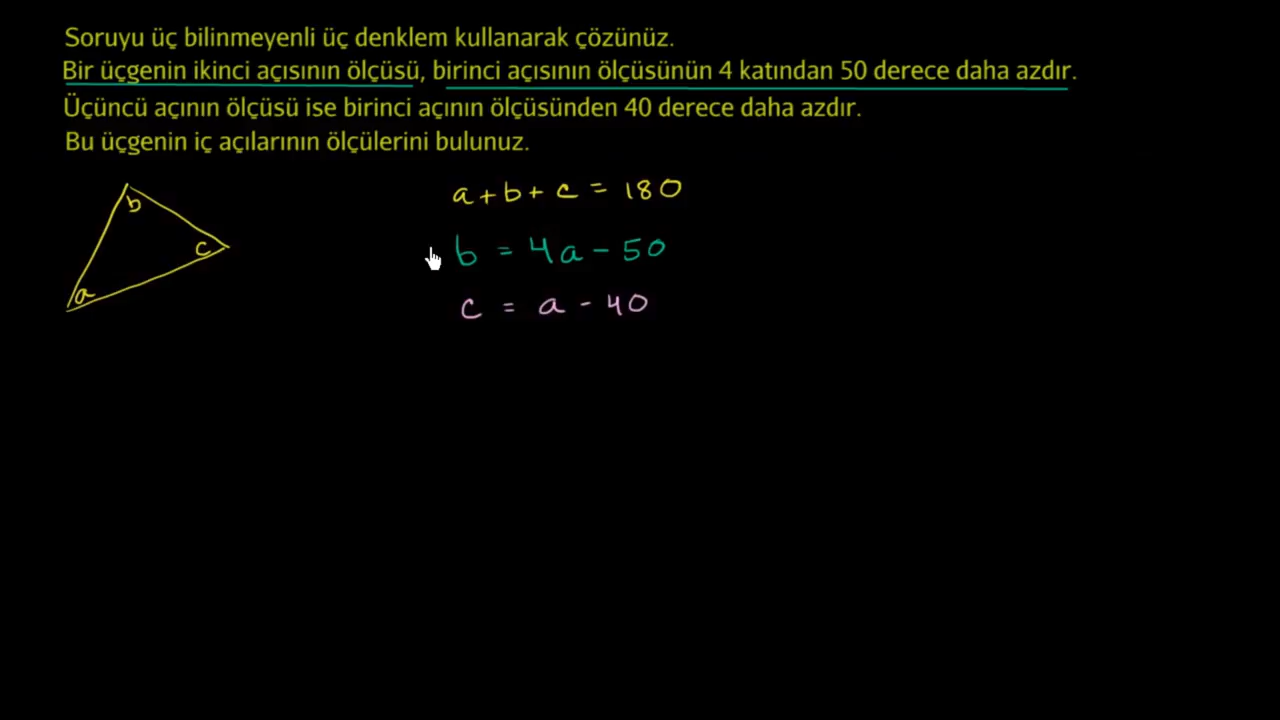 Soruyu üç bilinmeyenli üç denklem kullanarak çözünüz.
Bir üçgenin ikinci açısının ölçüsü, birinci açısının ölçüsünün 4 katından 50 derece daha azdır.
Üçüncü açının ölçüsü ise birinci açının ölçüsünden 40 derece daha azdır.
Bu üçgenin iç açılarının ölçülerini bulunuz.
b
c
a
a + b + c = 180
b = 4a - 50
c = a - 40